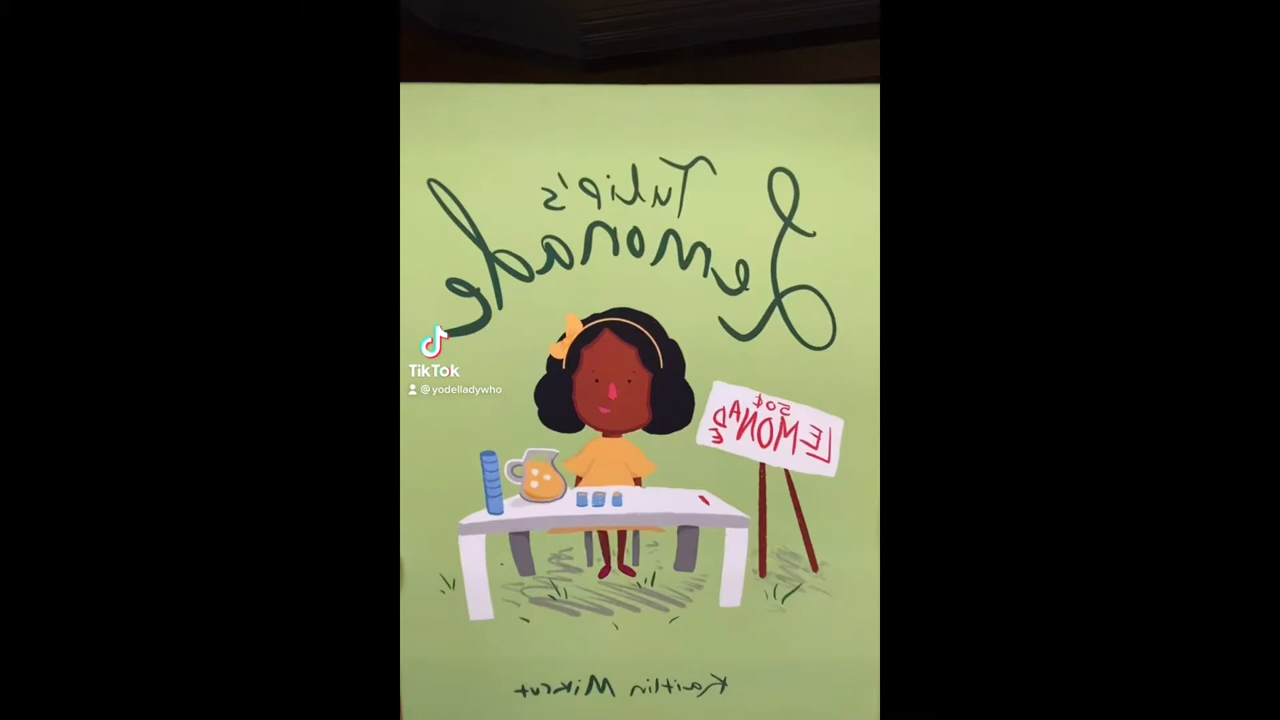 Tulip's
Lemonade
50¢
LEMONADE
TikTok
@yodelladywho
Kaitlin Mikrut